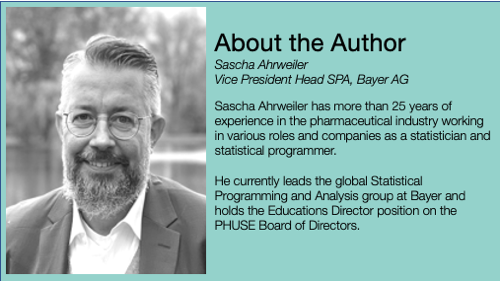 About the Author
Sascha Ahrweiler
Vice President Head SPA, Bayer AG
Sascha Ahrweiler has more than 25 years of
experience in the pharmaceutical industry working
in various roles and companies as a statistician and
statistical programmer.
He currently leads the global Statistical
Programming and Analysis group at Bayer and
holds the Educations Director position on the
PHUSE Board of Directors.